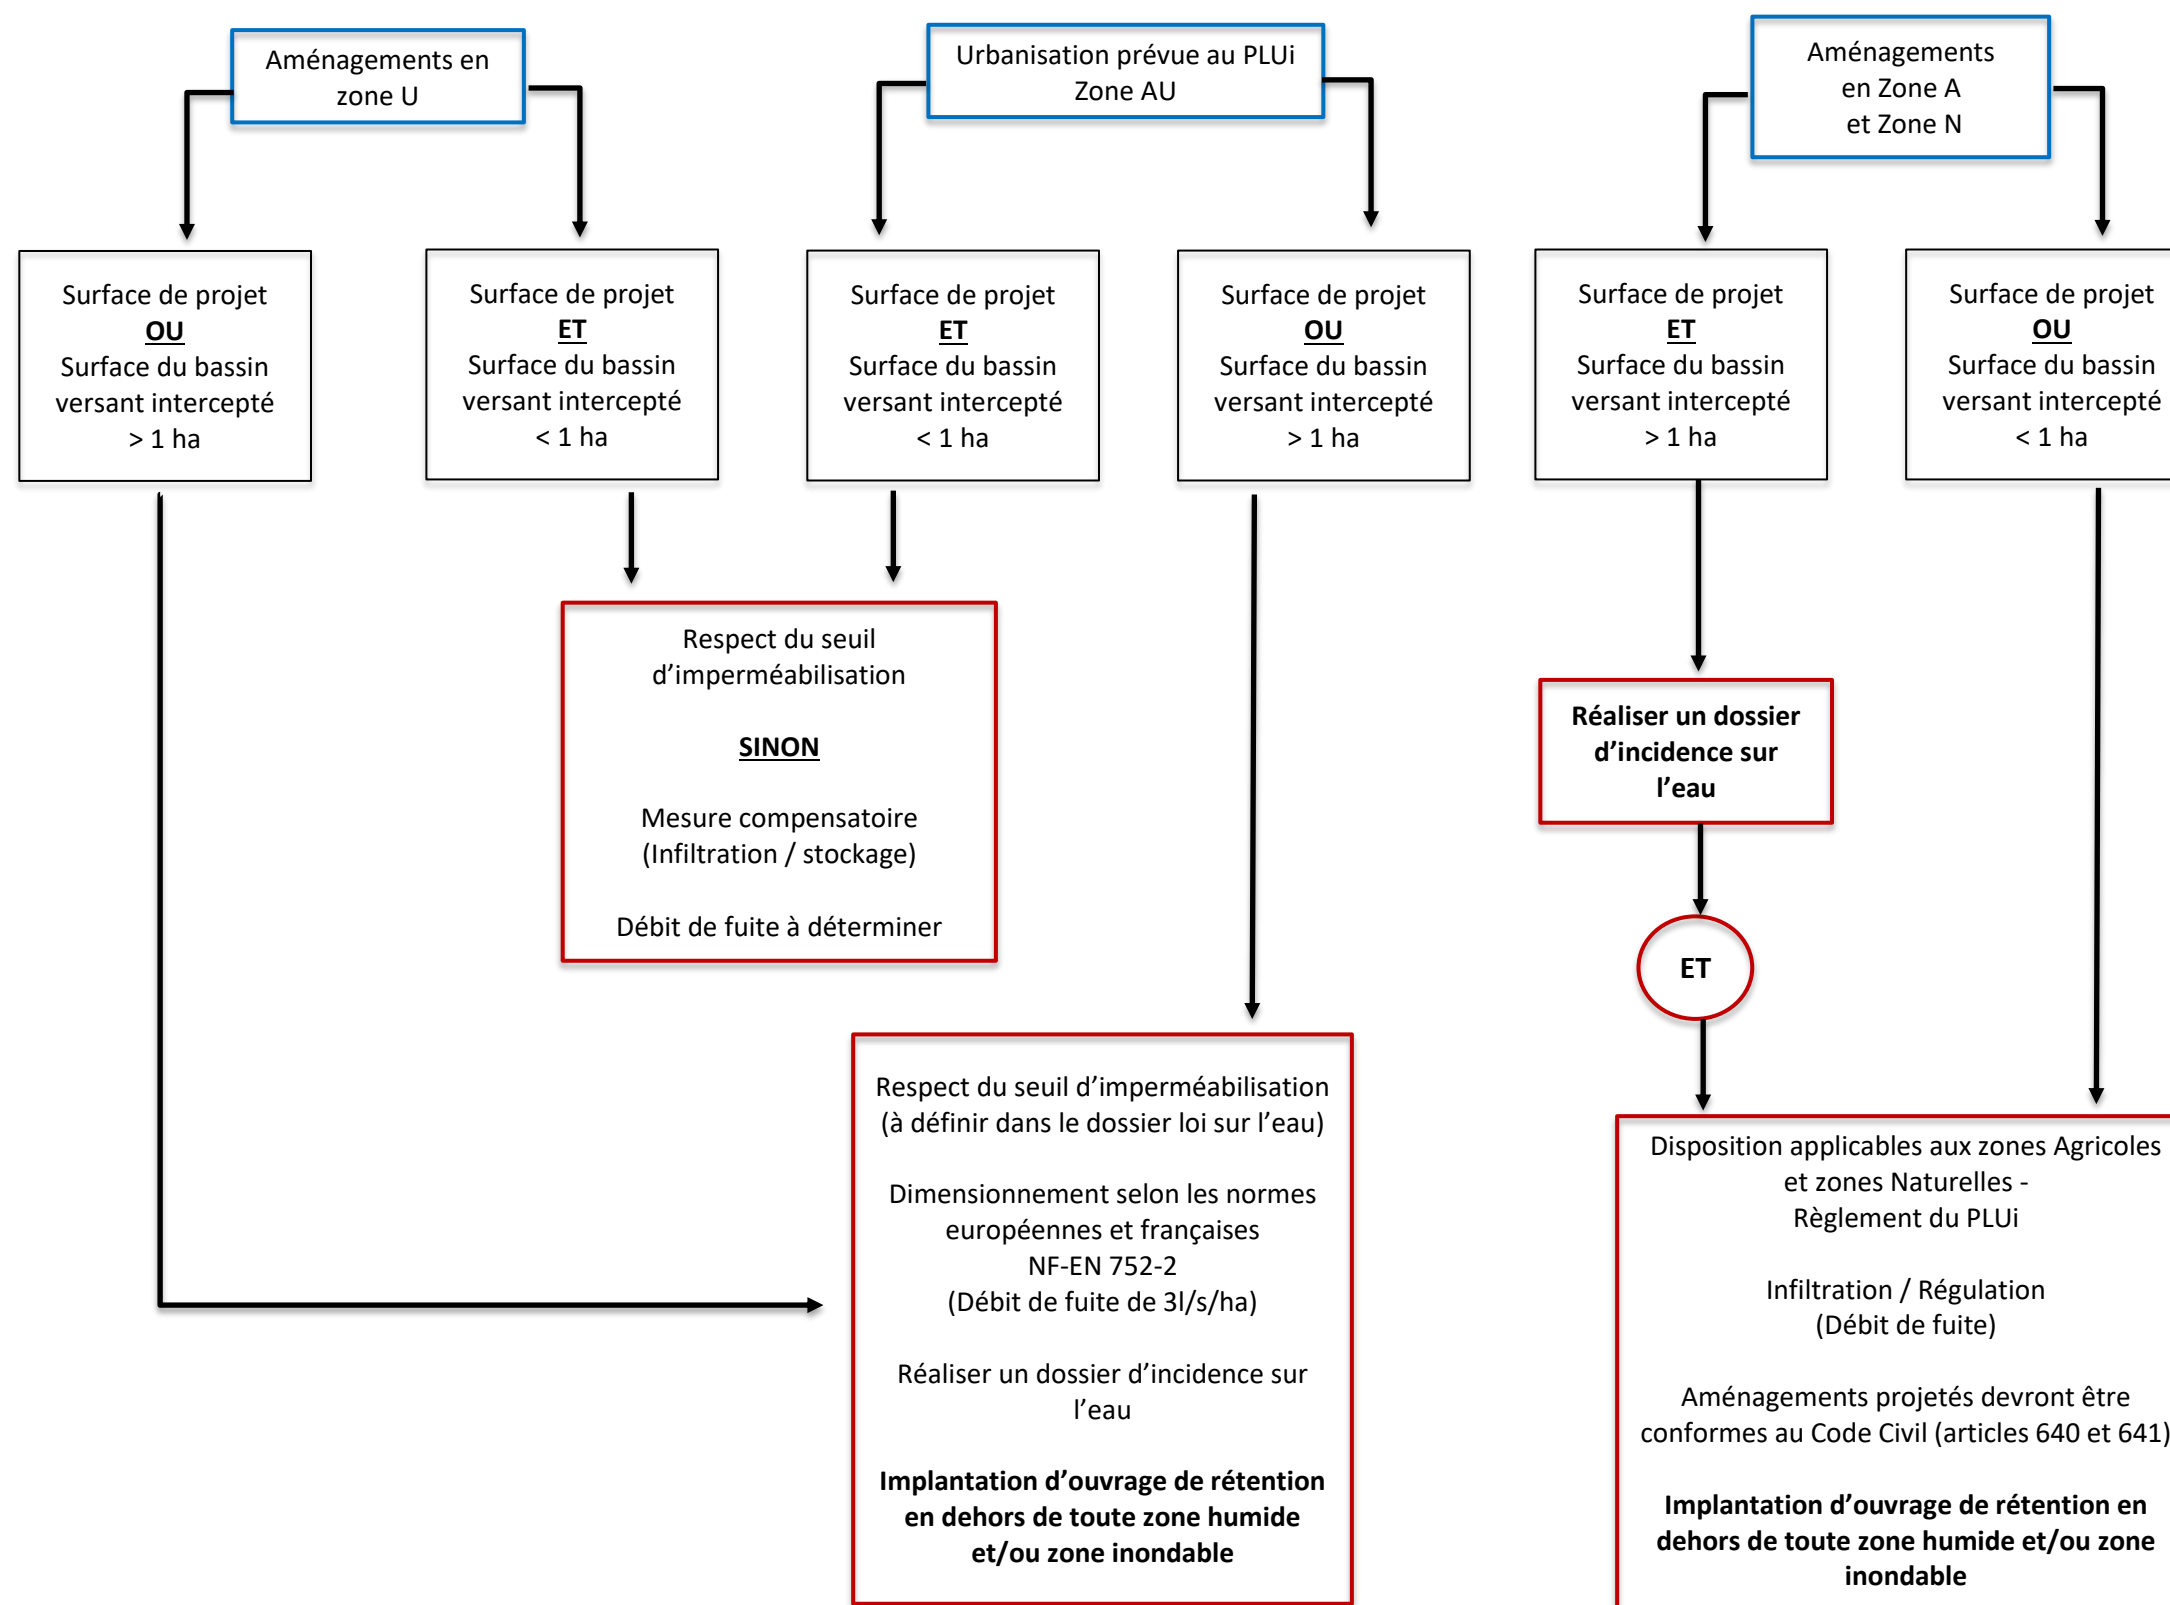 Aménagements en
zone U
Urbanisation prévue au PLUi
Zone AU
Aménagements
en Zone A
et Zone N
Surface de projet
OU
Surface du bassin
versant intercepté
> 1 ha
Surface de projet
ET
Surface du bassin
versant intercepté
< 1 ha
Surface de projet
ET
Surface du bassin
versant intercepté
< 1 ha
Surface de projet
OU
Surface du bassin
versant intercepté
> 1 ha
Surface de projet
ET
Surface du bassin
versant intercepté
> 1 ha
Surface de projet
OU
Surface du bassin
versant intercepté
< 1 ha
Respect du seuil
d’imperméabilisation
SINON
Mesure compensatoire
(Infiltration / stockage)
Débit de fuite à déterminer
Réaliser un dossier
d’incidence sur
l’eau
ET
Respect du seuil d’imperméabilisation
(à définir dans le dossier loi sur l’eau)
Dimensionnement selon les normes
européennes et françaises
NF-EN 752-2
(Débit de fuite de 3l/s/ha)
Réaliser un dossier d’incidence sur
l’eau
Implantation d’ouvrage de rétention
en dehors de toute zone humide
et/ou zone inondable
Disposition applicables aux zones Agricoles
et zones Naturelles -
Règlement du PLUi
Infiltration / Régulation
(Débit de fuite)
Aménagements projetés devront être
conformes au Code Civil (articles 640 et 641)
Implantation d’ouvrage de rétention en
dehors de toute zone humide et/ou zone
inondable